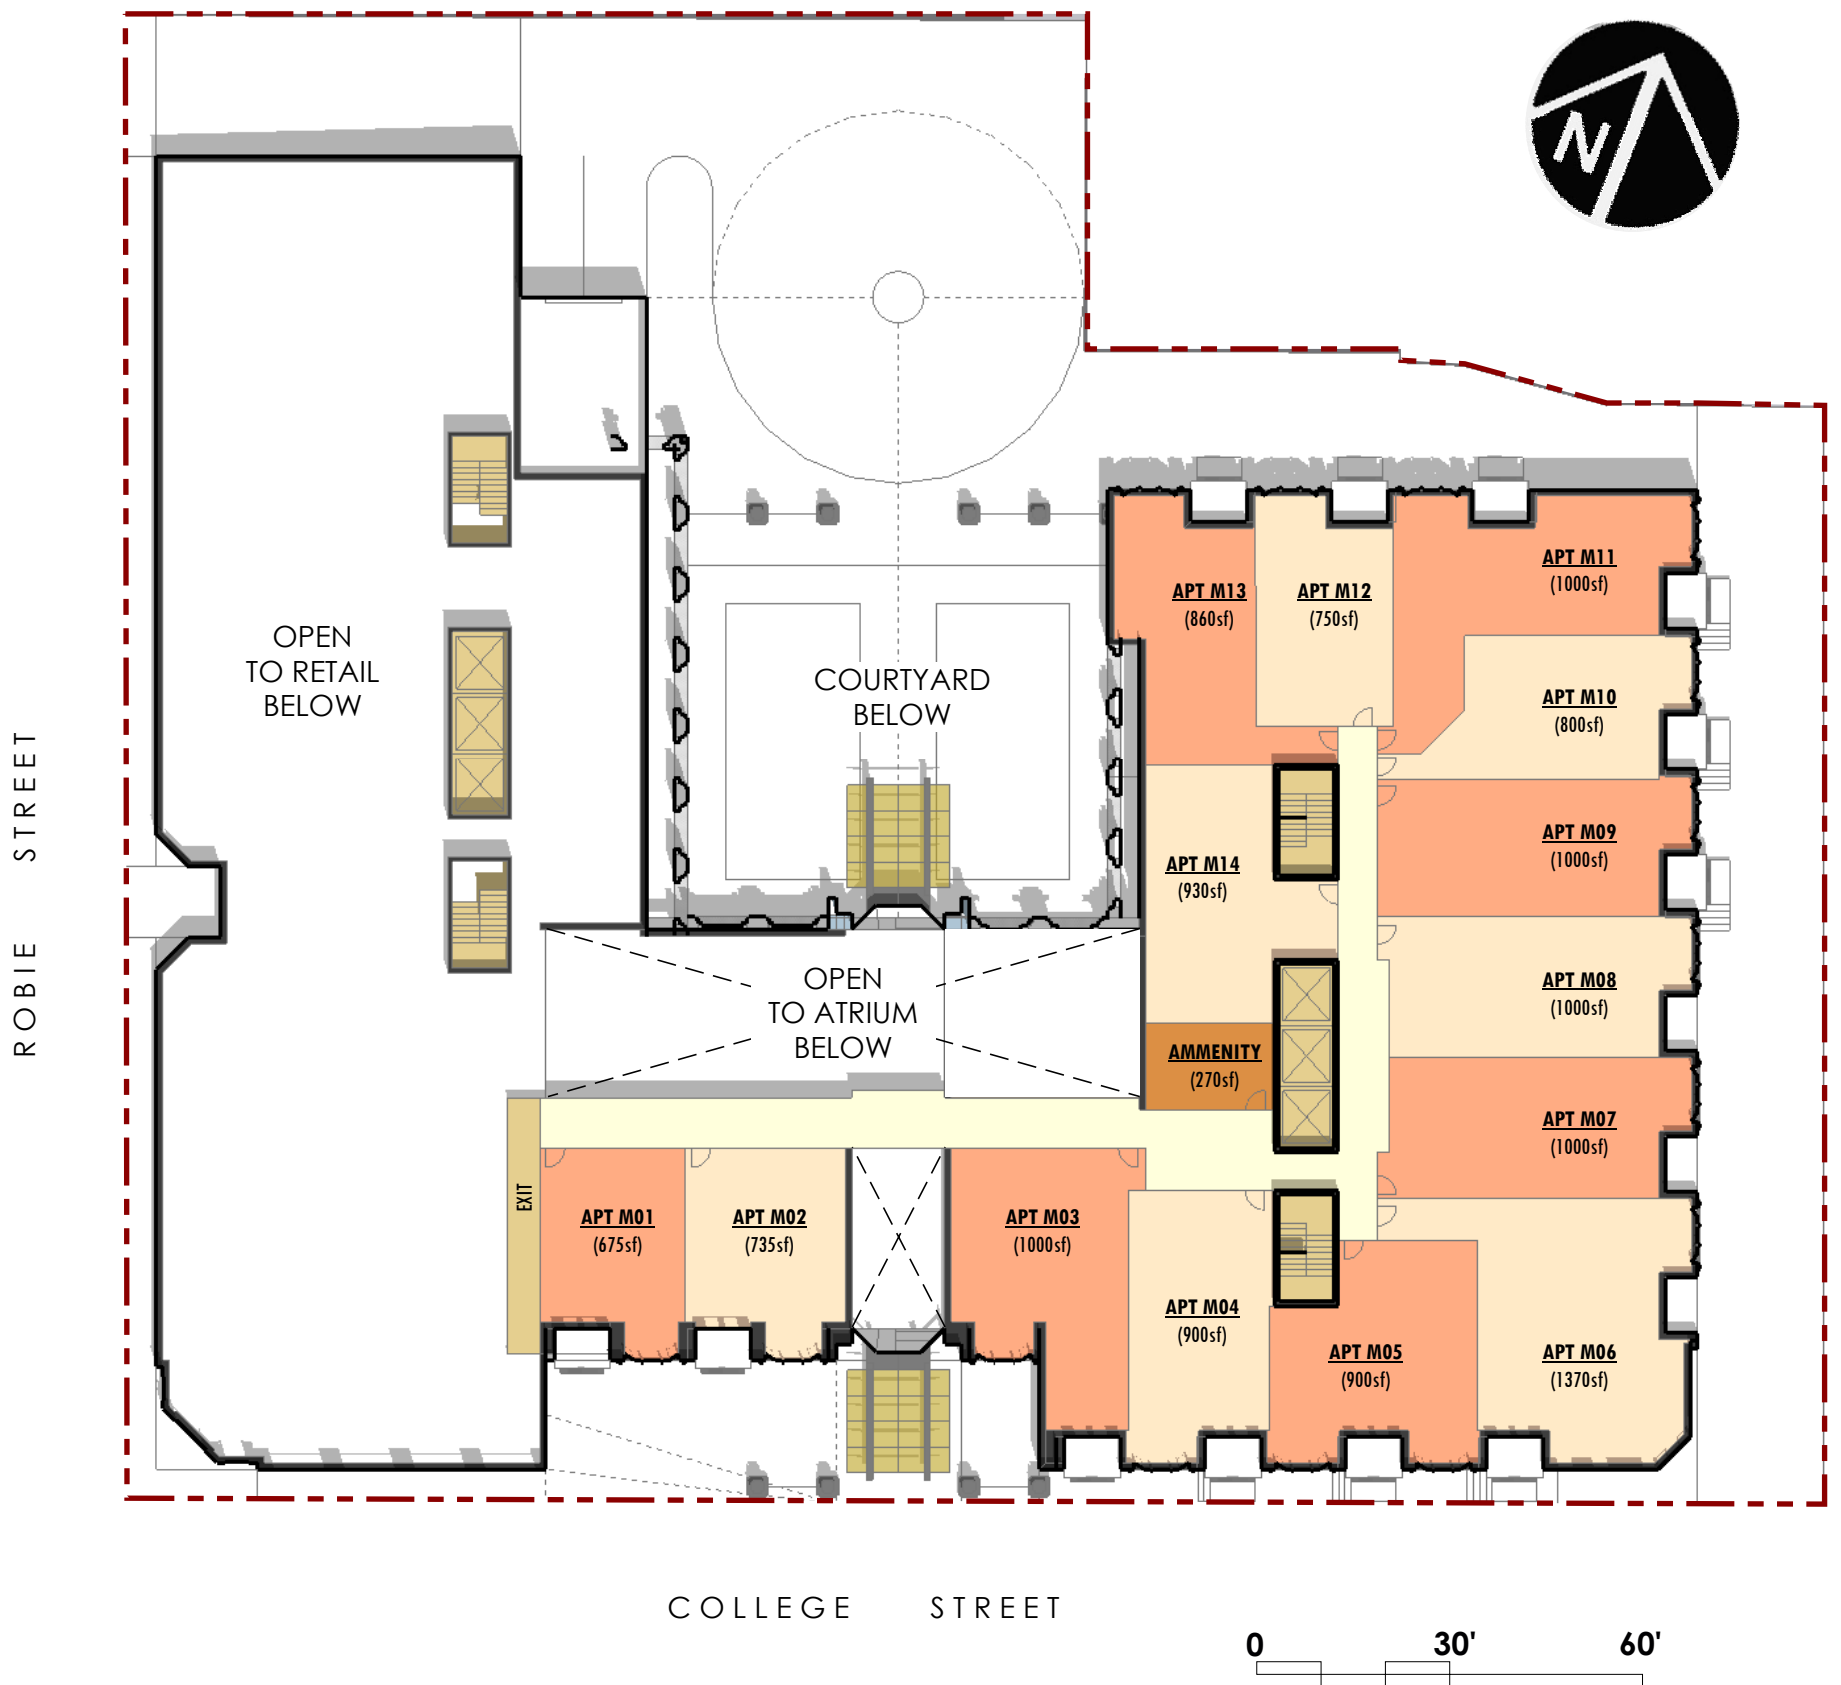 N
APT M11
(1000sf)
APT M13
(860sf)
APT M12
(750sf)
OPEN
TO RETAIL
BELOW
COURTYARD
BELOW
APT M10
(800sf)
APT M09
(1000sf)
APT M14
(930sf)
ROBIE STREET
OPEN
TO ATRIUM
BELOW
APT M08
(1000sf)
AMMENITY
(270sf)
APT M07
(1000sf)
EXIT
APT M01
(675sf)
APT M02
(735sf)
APT M03
(1000sf)
APT M04
(900sf)
APT M05
(900sf)
APT M06
(1370sf)
COLLEGE STREET
0 30' 60'